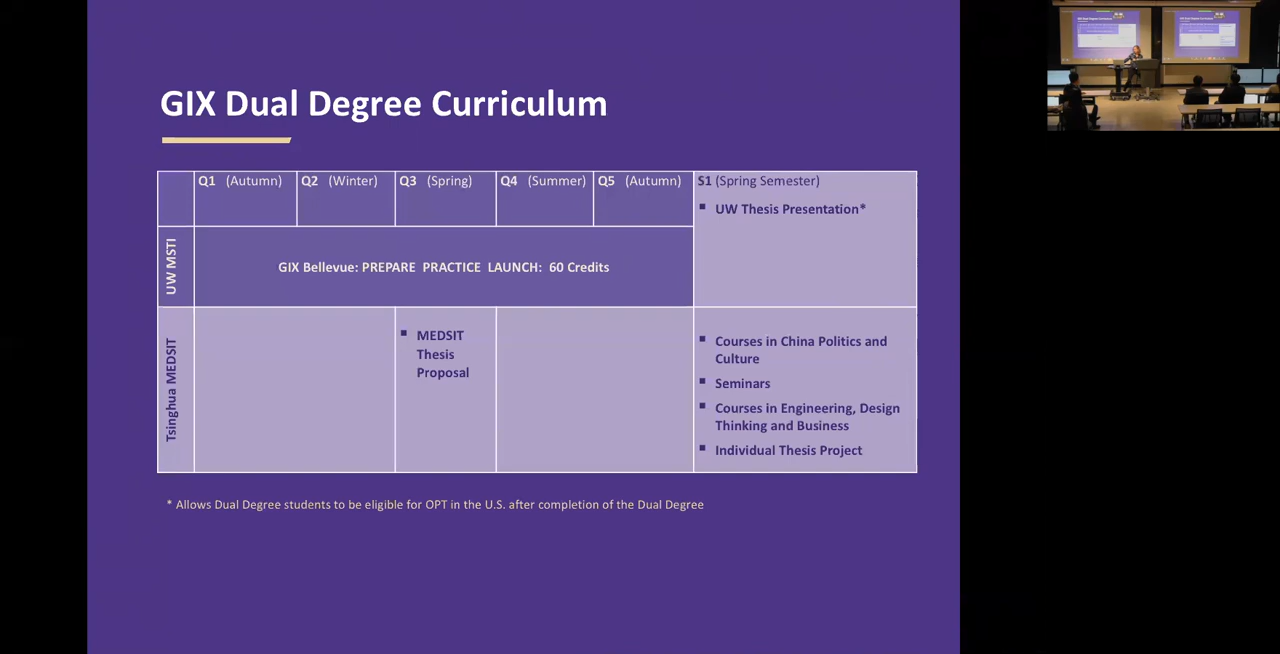 GIX Dual Degree Curriculum
Q1 (Autumn) Q2 (Winter) Q3 (Spring) Q4 (Summer) Q5 (Autumn) S1 (Spring Semester)
▪ UW Thesis Presentation*
UW MSTI
GIX Bellevue: PREPARE PRACTICE LAUNCH: 60 Credits
Tsinghua MEDSIT
▪ MEDSIT
Thesis
Proposal
▪ Courses in China Politics and
Culture
▪ Seminars
▪ Courses in Engineering, Design
Thinking and Business
▪ Individual Thesis Project
* Allows Dual Degree students to be eligible for OPT in the U.S. after completion of the Dual Degree